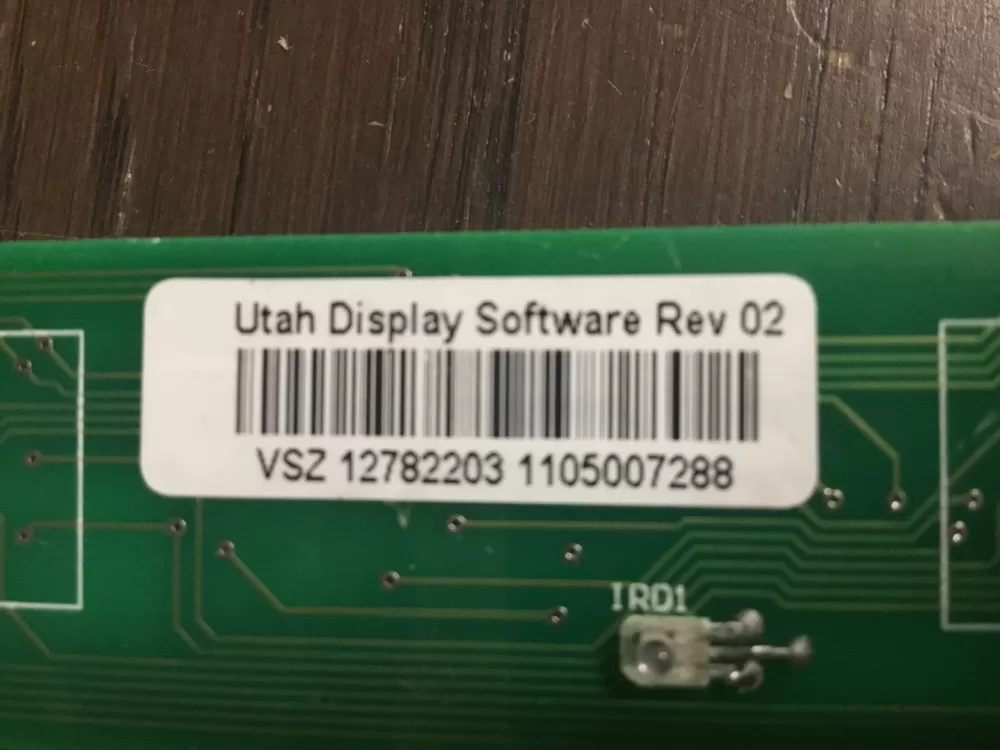 Utah Display Software Rev 02
VSZ 12782203 1105007288
IRD1